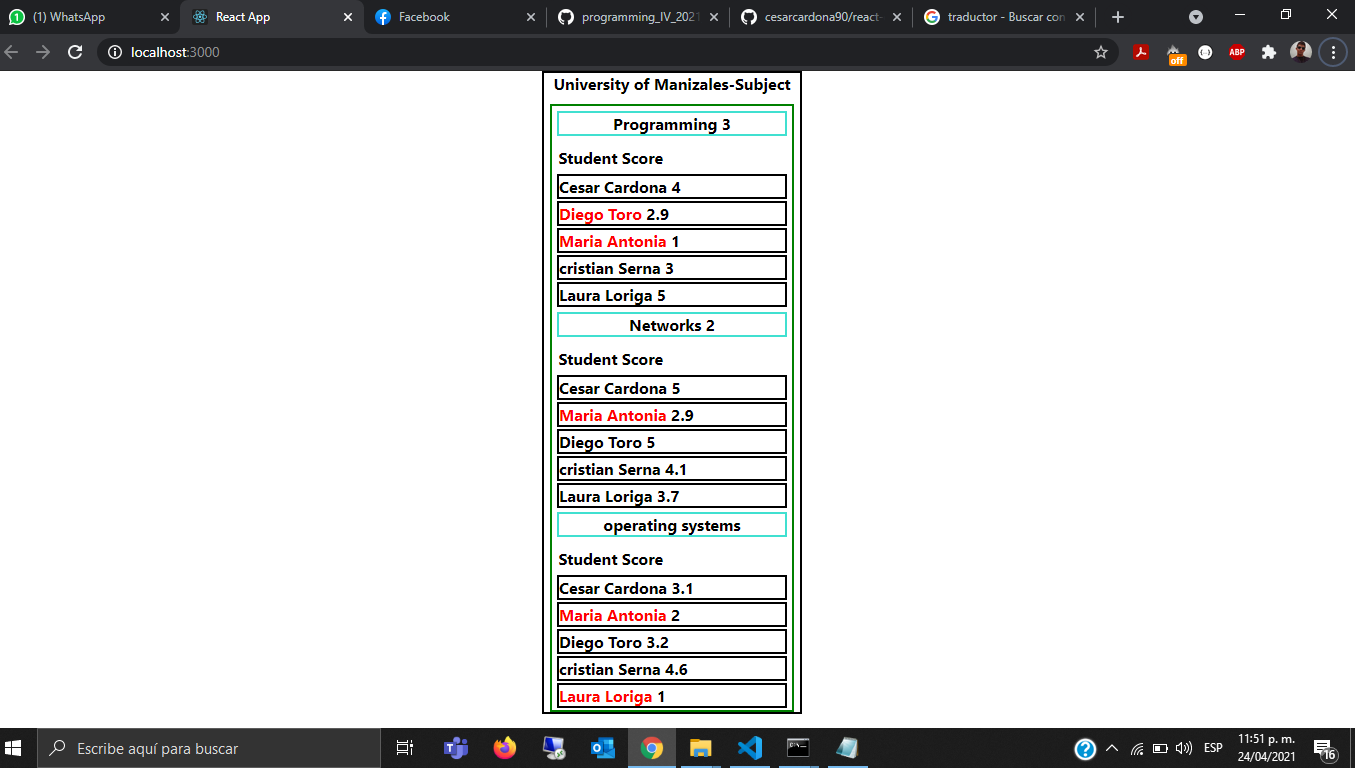 (1) WhatsApp
React App
Facebook
programming_IV_2021
cesarcardona90/react-
traductor - Buscar con
localhost:3000
off
ABP
University of Manizales-Subject
Programming 3
Student Score
Cesar Cardona 4
Diego Toro 2.9
Maria Antonia 1
cristian Serna 3
Laura Loriga 5
Networks 2
Student Score
Cesar Cardona 5
Maria Antonia 2.9
Diego Toro 5
cristian Serna 4.1
Laura Loriga 3.7
operating systems
Student Score
Cesar Cardona 3.1
Maria Antonia 2
Diego Toro 3.2
cristian Serna 4.6
Laura Loriga 1
Escribe aquí para buscar
ESP
11:51 p. m.
24/04/2021
16